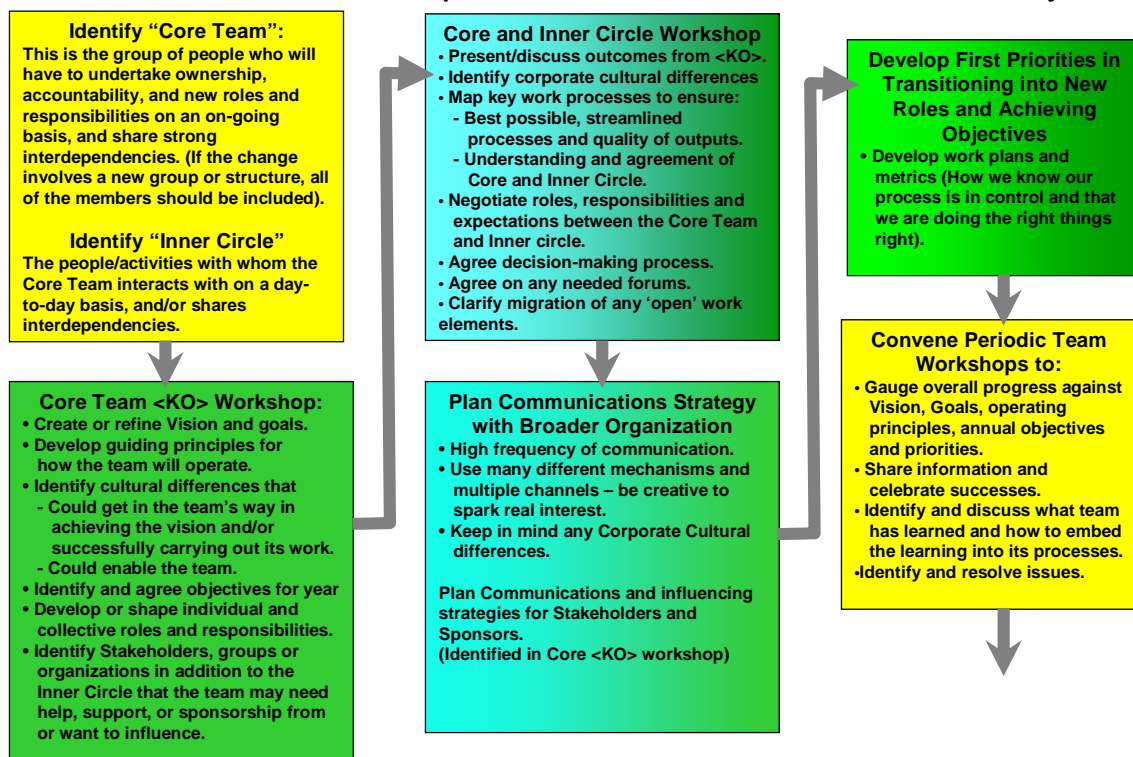 Identify “Core Team”:
This is the group of people who will
have to undertake ownership,
accountability, and new roles and
responsibilities on an on-going
basis, and share strong
interdependencies. (If the change
involves a new group or structure, all
of the members should be included).
Identify “Inner Circle”
The people/activities with whom the
Core Team interacts with on a day-
to-day basis, and/or shares
interdependencies.
Core Team <KO> Workshop:
• Create or refine Vision and goals.
• Develop guiding principles for
how the team will operate.
• Identify cultural differences that
- Could get in the team’s way in
achieving the vision and/or
successfully carrying out its work.
- Could enable the team.
• Identify and agree objectives for year
• Develop or shape individual and
collective roles and responsibilities.
• Identify Stakeholders, groups or
organizations in addition to the
Inner Circle that the team may need
help, support, or sponsorship from
or want to influence.
Core and Inner Circle Workshop
• Present/discuss outcomes from <KO>.
• Identify corporate cultural differences
• Map key work processes to ensure:
- Best possible, streamlined
processes and quality of outputs.
- Understanding and agreement of
Core and Inner Circle.
• Negotiate roles, responsibilities and
expectations between the Core Team
and Inner circle.
• Agree decision-making process.
• Agree on any needed forums.
• Clarify migration of any ‘open’ work
elements.
Plan Communications Strategy
with Broader Organization
• High frequency of communication.
• Use many different mechanisms and
multiple channels – be creative to
spark real interest.
• Keep in mind any Corporate Cultural
differences.
Plan Communications and influencing
strategies for Stakeholders and
Sponsors.
(Identified in Core <KO> workshop)
Develop First Priorities in
Transitioning into New
Roles and Achieving
Objectives
• Develop work plans and
metrics (How we know our
process is in control and that
we are doing the right things
right).
Convene Periodic Team
Workshops to:
• Gauge overall progress against
Vision, Goals, operating
principles, annual objectives
and priorities.
• Share information and
celebrate successes.
• Identify and discuss what team
has learned and how to embed
the learning into its processes.
•Identify and resolve issues.